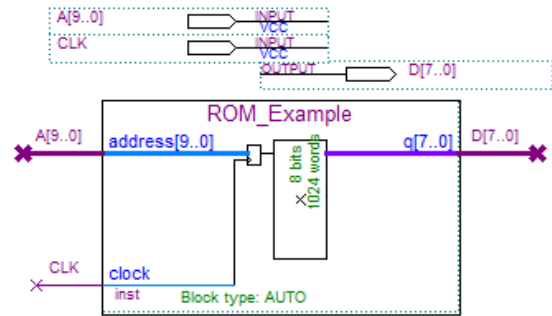 A[9..0] INPUT
VCC
CLK INPUT
VCC
OUTPUT D[7..0]
ROM_Example
A[9..0] address[9..0] q[7..0] D[7..0]
8 bits
1024 words
CLK clock
inst Block type: AUTO